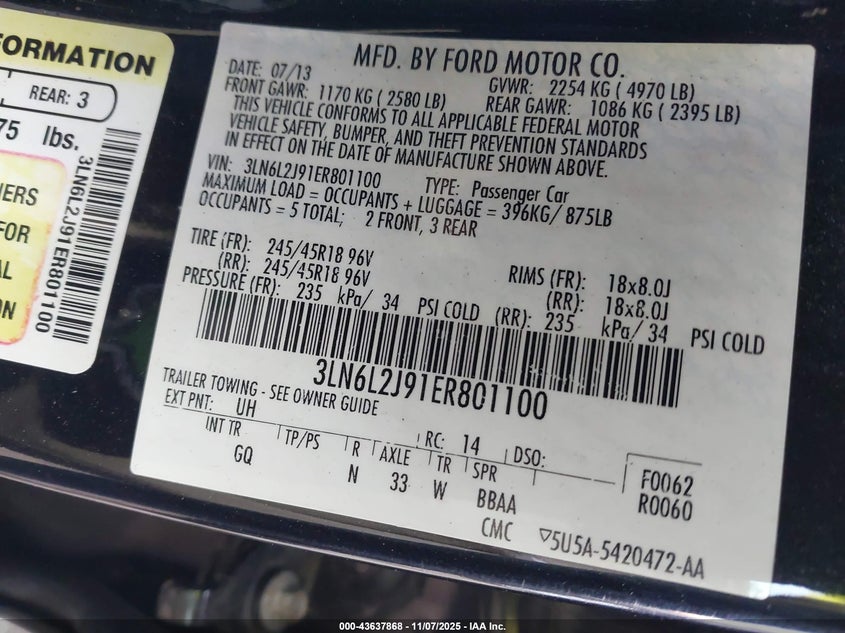 ORMATION
REAR: 3
75 lbs.
3LN6L2J91ER801100
MFD. BY FORD MOTOR CO.
DATE: 07/13 GVWR: 2254 KG ( 4970 LB)
FRONT GAWR: 1170 KG ( 2580 LB) REAR GAWR: 1086 KG ( 2395 LB)
THIS VEHICLE CONFORMS TO ALL APPLICABLE FEDERAL MOTOR
VEHICLE SAFETY, BUMPER, AND THEFT PREVENTION STANDARDS
IN EFFECT ON THE DATE OF MANUFACTURE SHOWN ABOVE.
VIN: 3LN6L2J91ER801100 TYPE: Passenger Car
MAXIMUM LOAD = OCCUPANTS + LUGGAGE = 396KG/ 875LB
OCCUPANTS = 5 TOTAL; 2 FRONT, 3 REAR
TIRE (FR): 245/45R18 96V RIMS (FR): 18x8.0J
(RR): 245/45R18 96V (RR): 18x8.0J
PRESSURE (FR): 235 kPa/ 34 PSI COLD (RR): 235 kPa/ 34 PSI COLD
3LN6L2J91ER801100
TRAILER TOWING - SEE OWNER GUIDE
EXT PNT: UH RC: 14 DSO:
INT TR TP/PS R AXLE TR SPR F0062
GQ N 33 W BBAA R0060
CMC ▽5U5A-5420472-AA
000-43637868 - 11/07/2025 - IAA Inc.